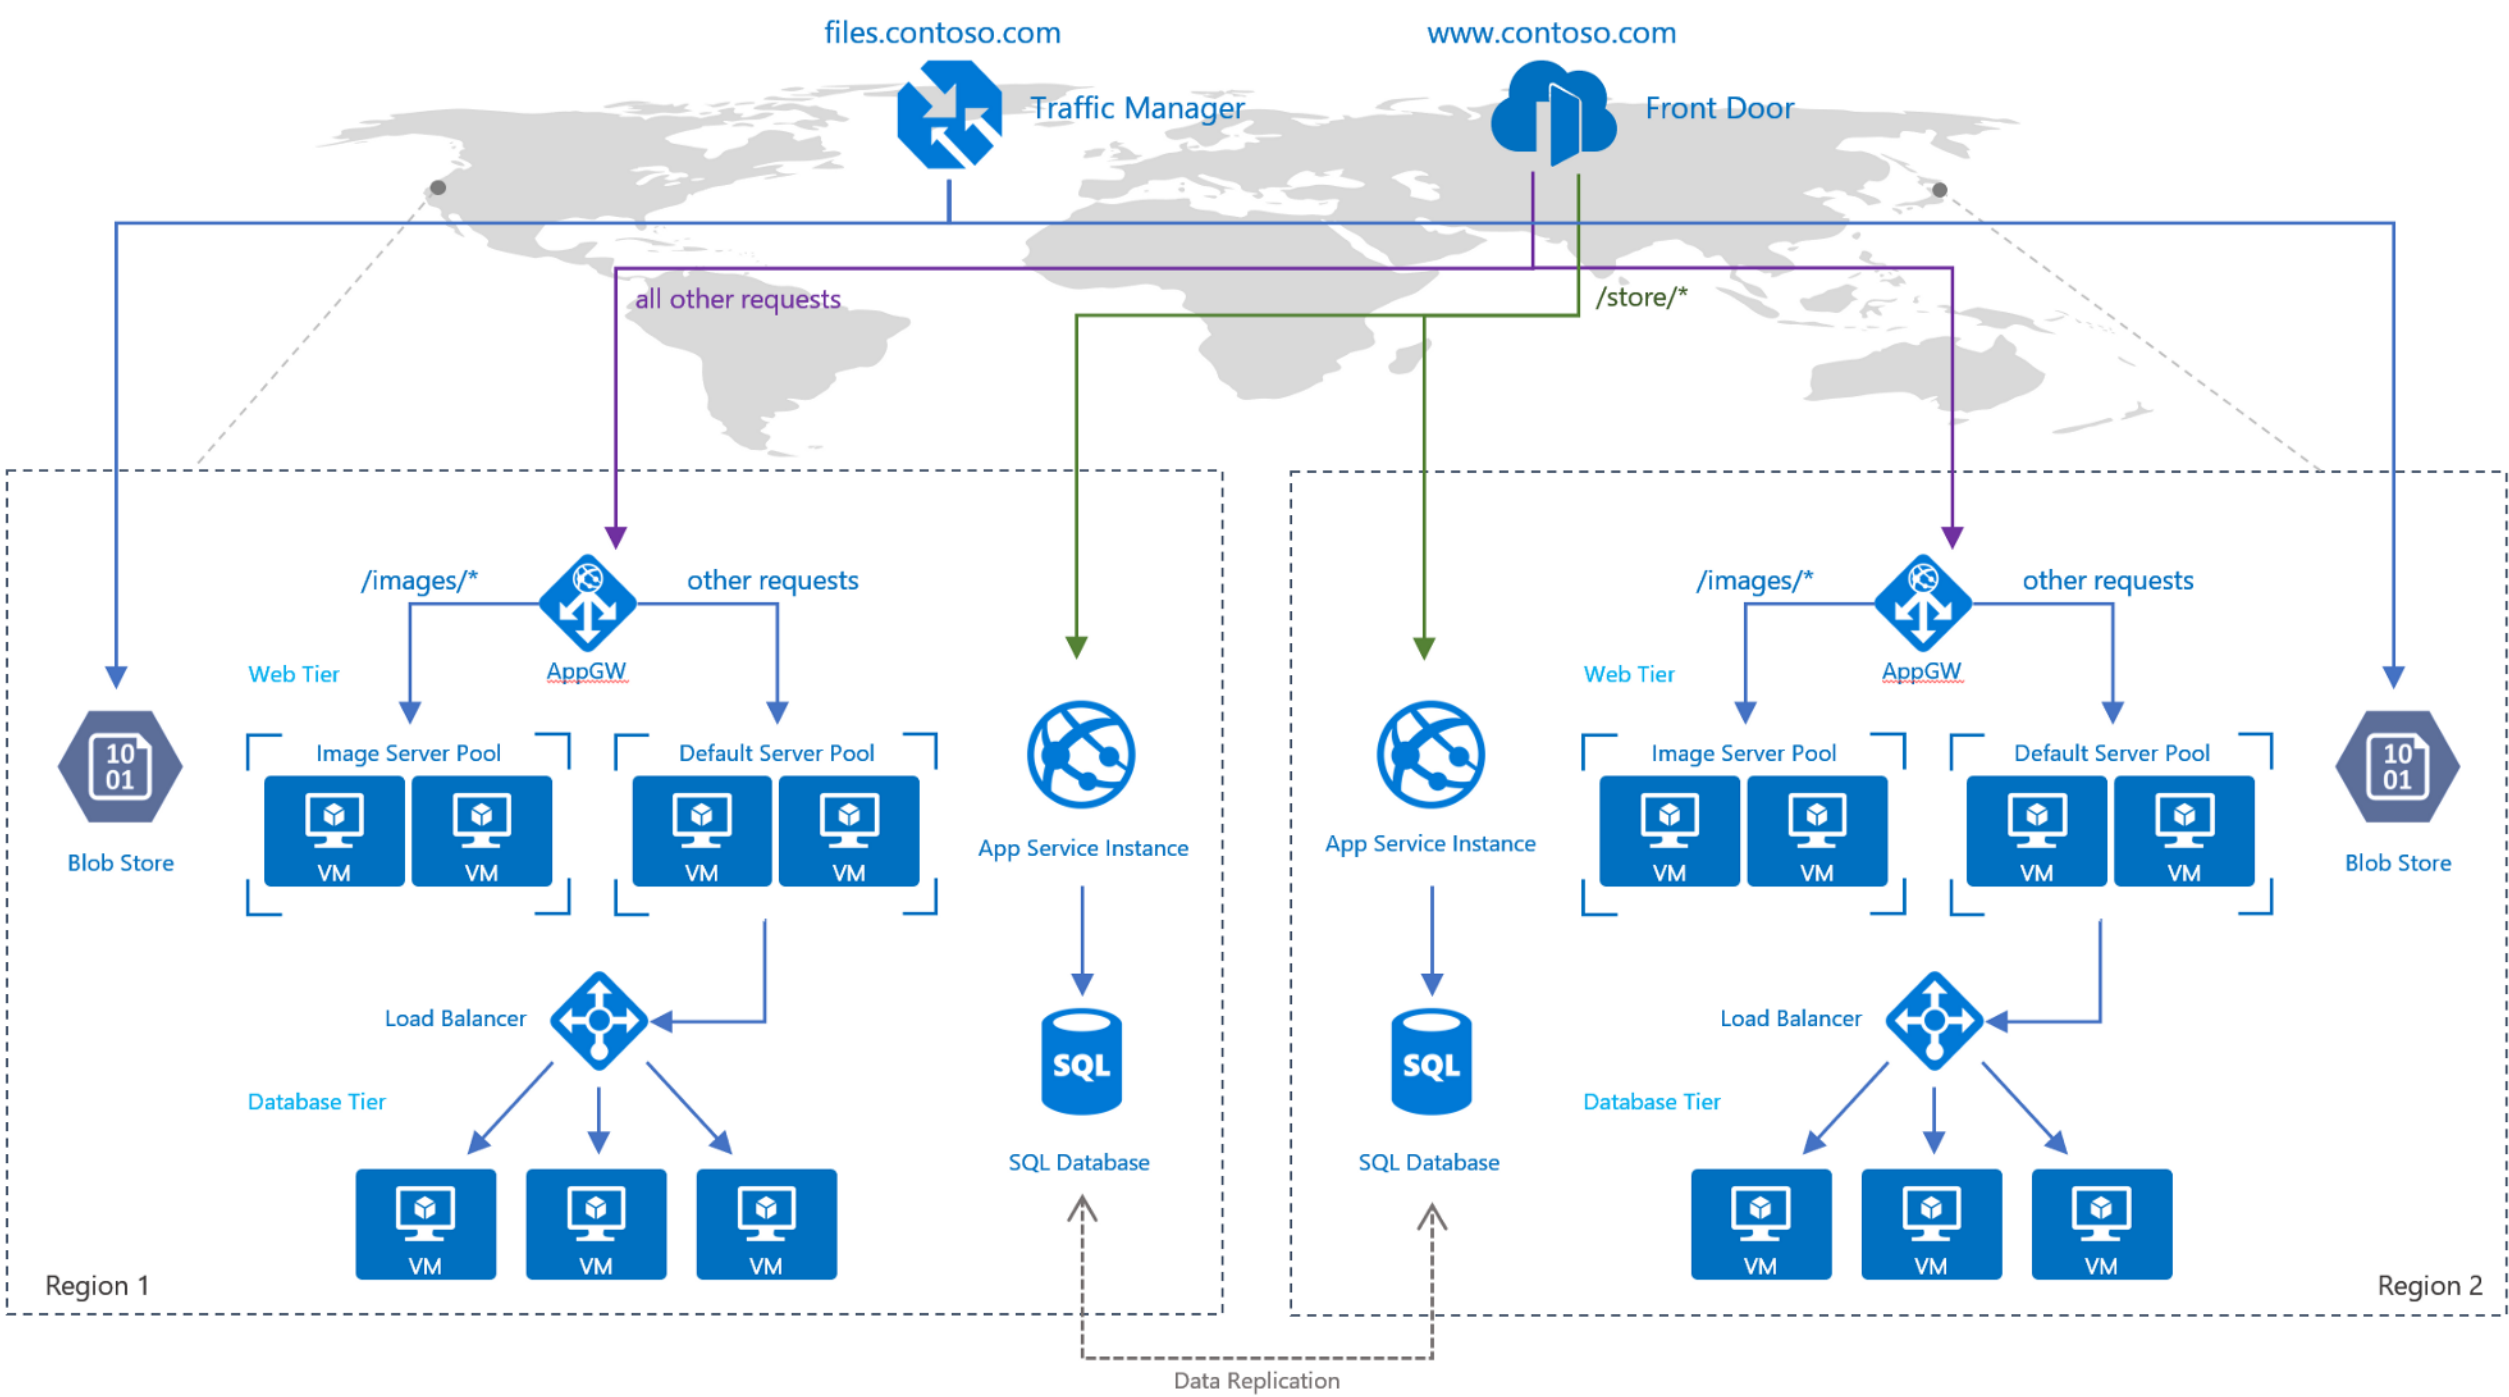 files.contoso.com
www.contoso.com
Traffic Manager
Front Door
all other requests
/store/*
/images/*
other requests
AppGW
Web Tier
Image Server Pool
VM
VM
Default Server Pool
VM
VM
Blob Store
App Service Instance
Load Balancer
SQL
Database Tier
SQL Database
VM
VM
VM
Region 1
/images/*
other requests
AppGW
Web Tier
Image Server Pool
VM
VM
Default Server Pool
VM
VM
10
01
10
01
Blob Store
App Service Instance
Load Balancer
SQL
Database Tier
SQL Database
VM
VM
VM
Region 2
Data Replication